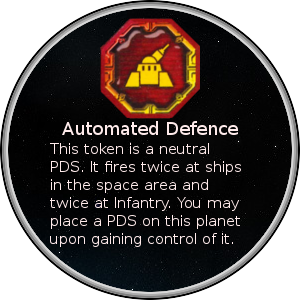 Automated Defence
This token is a neutral
PDS. It fires twice at ships
in the space area and
twice at Infantry. You may
place a PDS on this planet
upon gaining control of it.